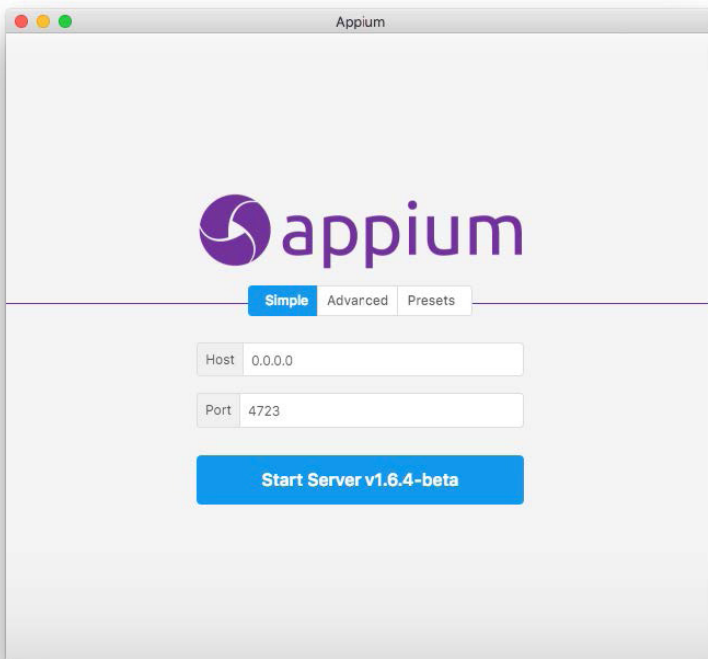 Appium
appium
Simple Advanced Presets
Host 0.0.0.0
Port 4723
Start Server v1.6.4-beta